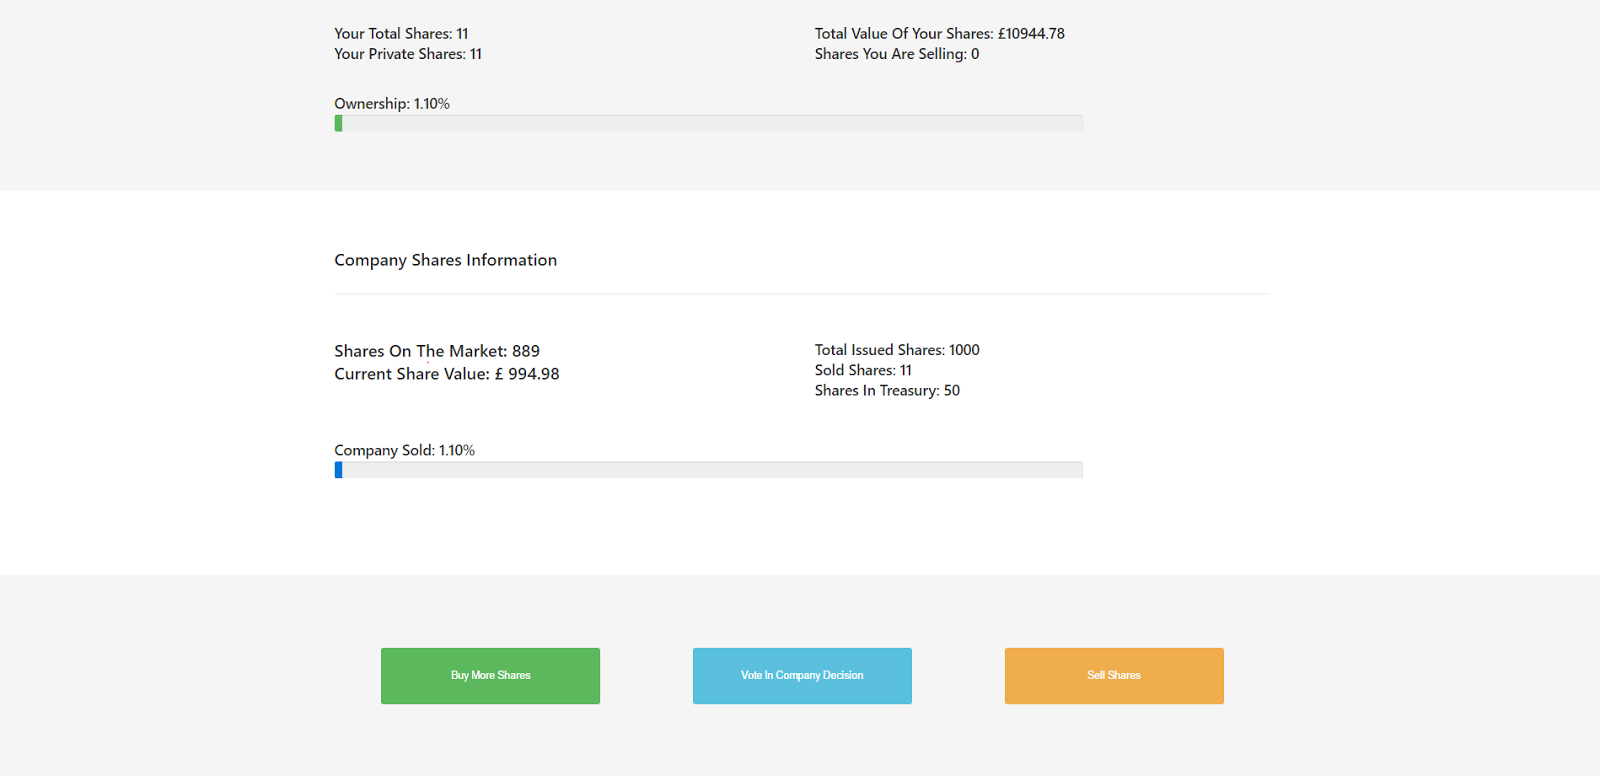 Your Total Shares: 11
Your Private Shares: 11
Total Value Of Your Shares: £10944.78
Shares You Are Selling: 0
Ownership: 1.10%
Company Shares Information
Shares On The Market: 889
Current Share Value: £ 994.98
Total Issued Shares: 1000
Sold Shares: 11
Shares In Treasury: 50
Company Sold: 1.10%
Buy More Shares
Vote In Company Decision
Sell Shares